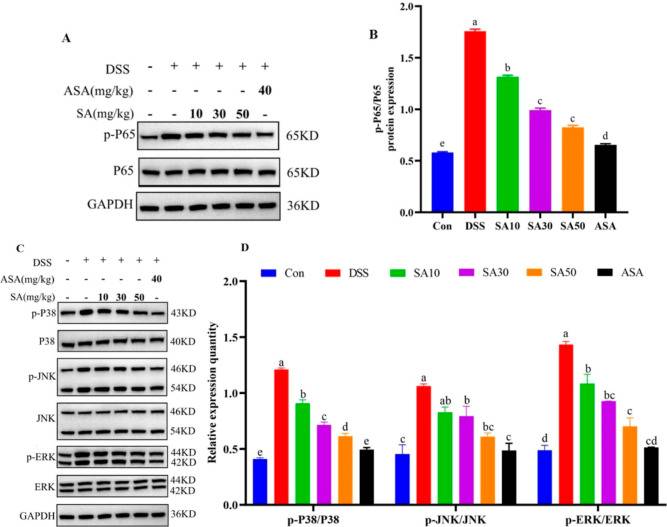 A
DSS - + + + + +
ASA(mg/kg) - - - - - 40
SA(mg/kg) - - 10 30 50 -
p-P65 65KD
P65 65KD
GAPDH 36KD
B
p-P65/P65
protein expression
2.0
1.5
1.0
0.5
0.0
e a b c c d
Con DSS SA10 SA30 SA50 ASA
C
DSS - + + + + +
ASA(mg/kg) - - - - - 40
SA(mg/kg) - - 10 30 50 -
p-P38 43KD
P38 40KD
p-JNK 46KD
54KD
JNK 46KD
54KD
p-ERK 44KD
42KD
ERK 44KD
42KD
GAPDH 36KD
D
Con DSS SA10 SA30 SA50 ASA
Relative expression quantity
2.0
1.5
1.0
0.5
0.0
e a b c d e
c a ab b bc c
d a b bc c cd
p-P38/P38 p-JNK/JNK p-ERK/ERK